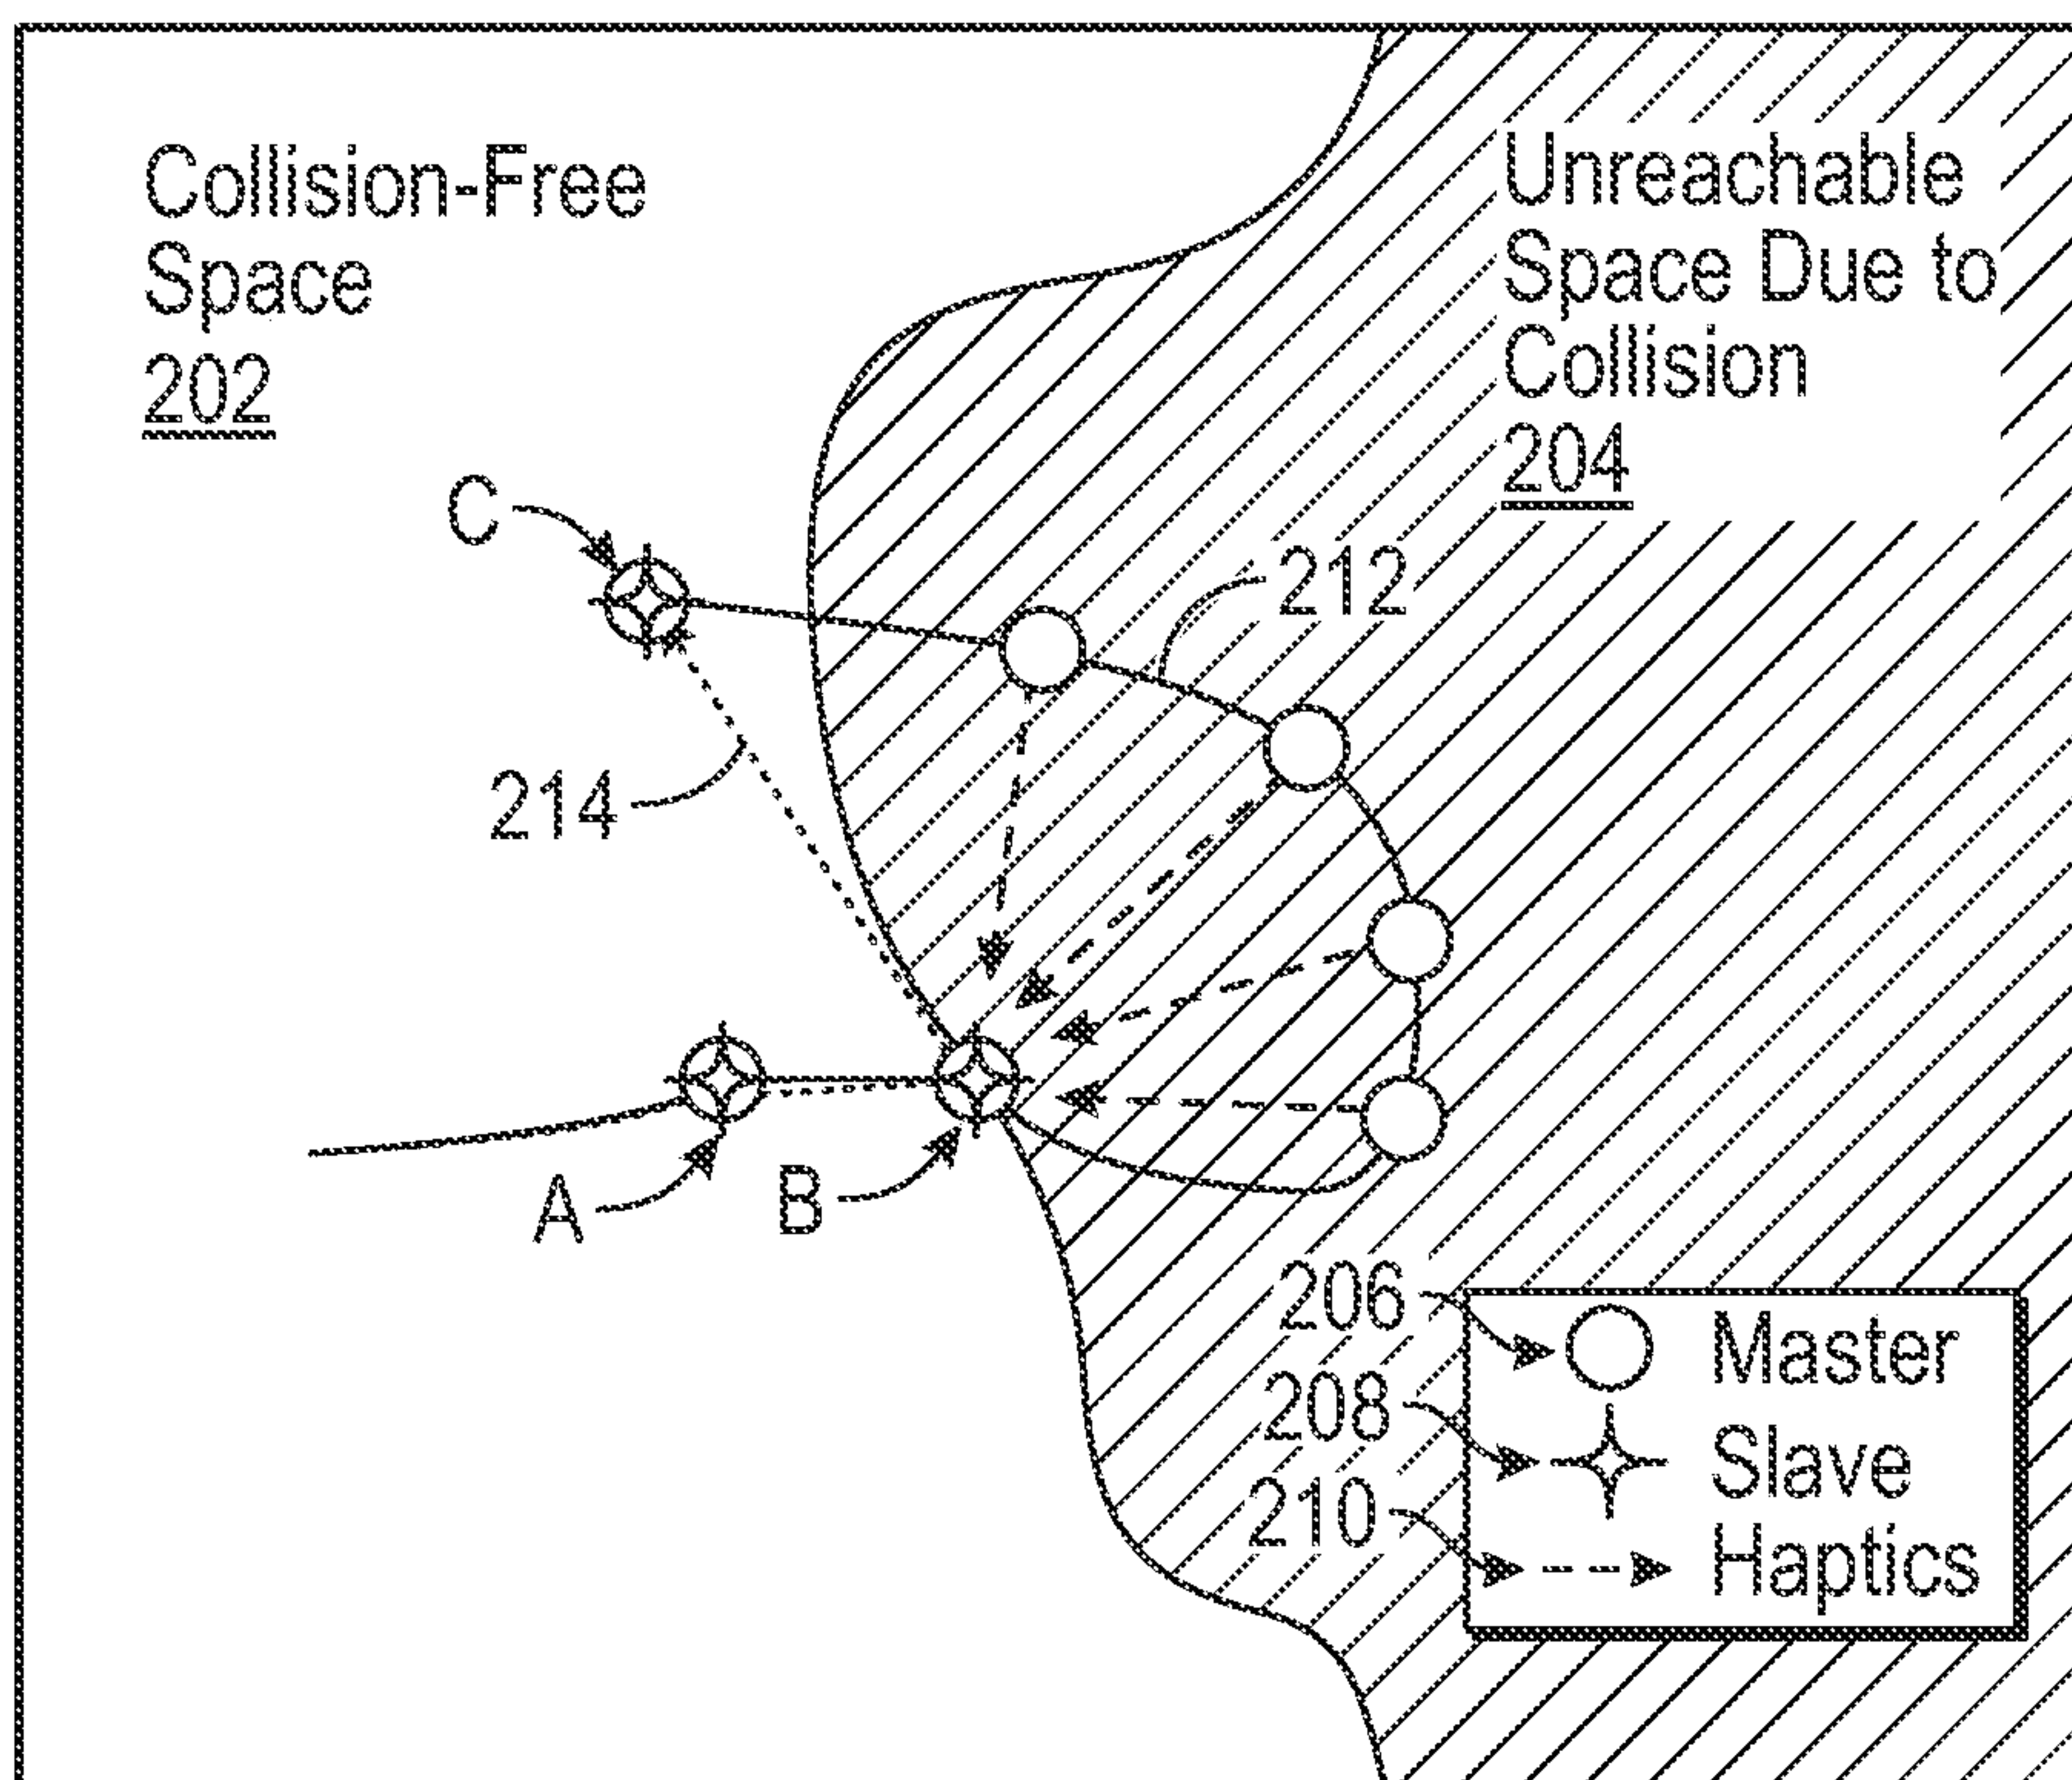 Collision-Free
Space
202
Unreachable
Space Due to
Collision
204
C
212
214
A
B
206
Master
208
Slave
210
Haptics